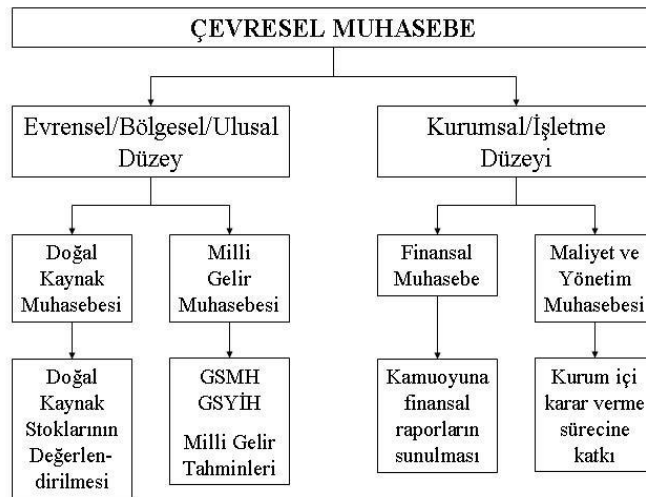 ÇEVRESEL MUHASEBE
Evrensel/Bölgesel/Ulusal
Düzey
Kurumsal/İşletme
Düzeyi
Doğal
Kaynak
Muhasebesi
Milli
Gelir
Muhasebesi
Finansal
Muhasebe
Maliyet ve
Yönetim
Muhasebesi
Doğal
Kaynak
Stoklarının
Değerlen-
dirilmesi
GSMH
GSYİH
Milli Gelir
Tahminleri
Kamuoyuna
finansal
raporların
sunulması
Kurum içi
karar verme
sürecine
katkı